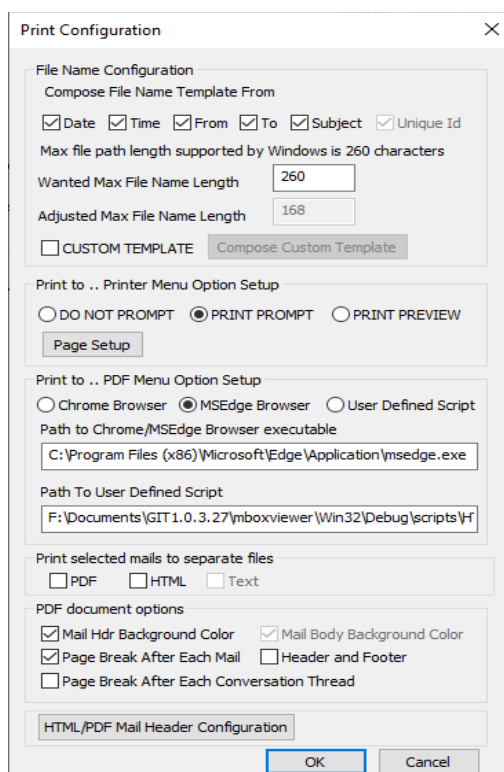 Print Configuration
File Name Configuration
Compose File Name Template From
Date Time From To Subject Unique Id
Max file path length supported by Windows is 260 characters
Wanted Max File Name Length 260
Adjusted Max File Name Length 168
CUSTOM TEMPLATE Compose Custom Template
Print to .. Printer Menu Option Setup
DO NOT PROMPT PRINT PROMPT PRINT PREVIEW
Page Setup
Print to .. PDF Menu Option Setup
Chrome Browser MSEdge Browser User Defined Script
Path to Chrome/MSEdge Browser executable
C:\Program Files (x86)\Microsoft\Edge\Application\msedge.exe
Path To User Defined Script
F:\Documents\GIT1.0.3.27\mboxviewer\Win32\Debug\scripts\H
Print selected mails to separate files
PDF HTML Text
PDF document options
Mail Hdr Background Color Mail Body Background Color
Page Break After Each Mail Header and Footer
Page Break After Each Conversation Thread
HTML/PDF Mail Header Configuration
OK Cancel